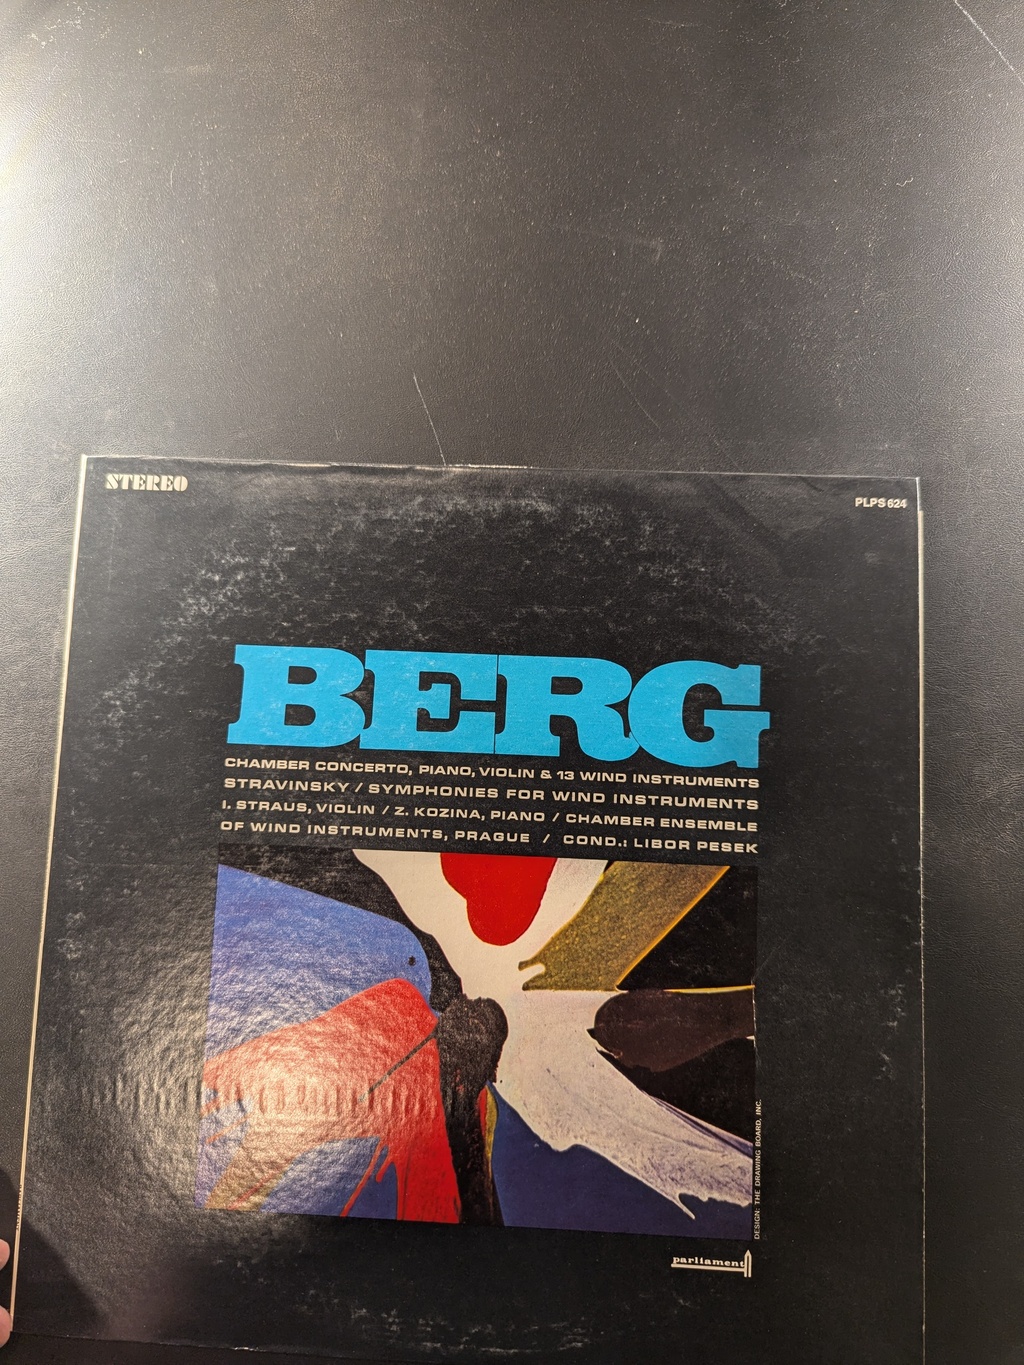 STEREO
PLPS 624
BERG
CHAMBER CONCERTO, PIANO, VIOLIN & 13 WIND INSTRUMENTS
STRAVINSKY / SYMPHONIES FOR WIND INSTRUMENTS
I. STRAUS, VIOLIN / Z. KOZINA, PIANO / CHAMBER ENSEMBLE
OF WIND INSTRUMENTS, PRAGUE / COND.: LIBOR PESEK
DESIGN: THE DRAWING BOARD, INC.
parliament